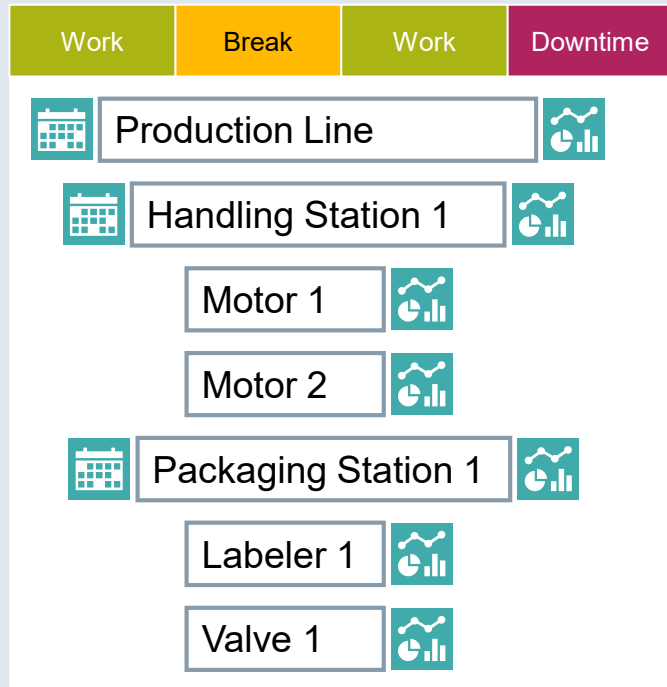 Work Break Work Downtime
Production Line
Handling Station 1
Motor 1
Motor 2
Packaging Station 1
Labeler 1
Valve 1